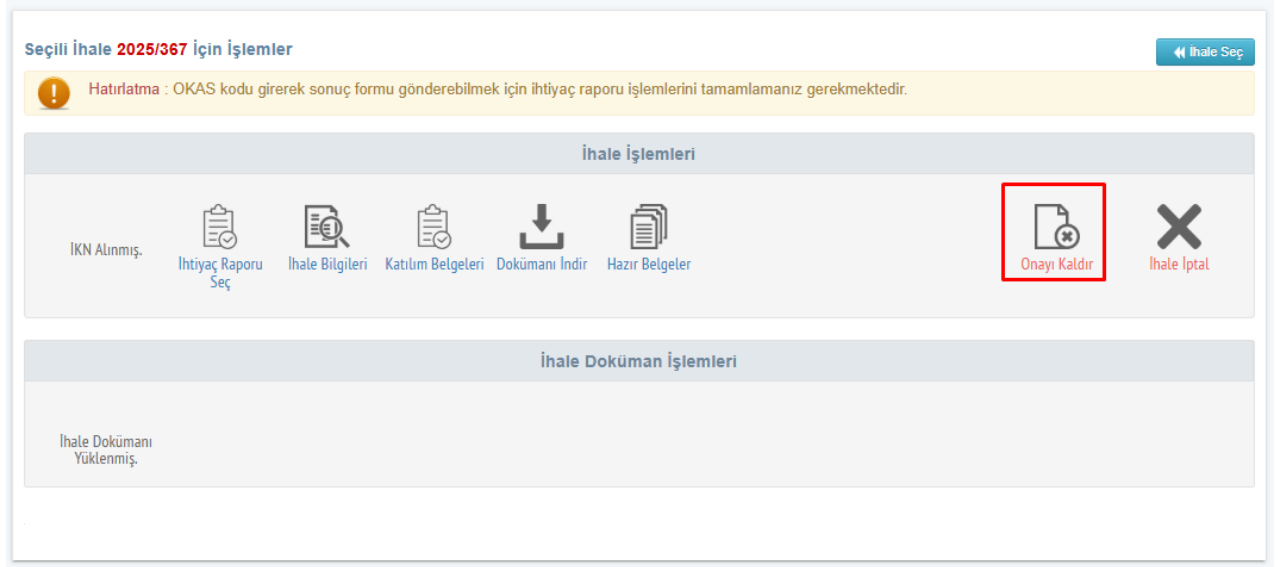 Seçili İhale 2025/367 İçin İşlemler
İhale Seç
Hatırlatma : OKAS kodu girerek sonuç formu gönderebilmek için ihtiyaç raporu işlemlerini tamamlamanız gerekmektedir.
İhale İşlemleri
İKN Alınmış.
İhtiyaç Raporu
Seç
İhale Bilgileri
Katılım Belgeleri
Dokümanı İndir
Hazır Belgeler
Onayı Kaldır
İhale İptal
İhale Doküman İşlemleri
İhale Dokümanı
Yüklenmiş.